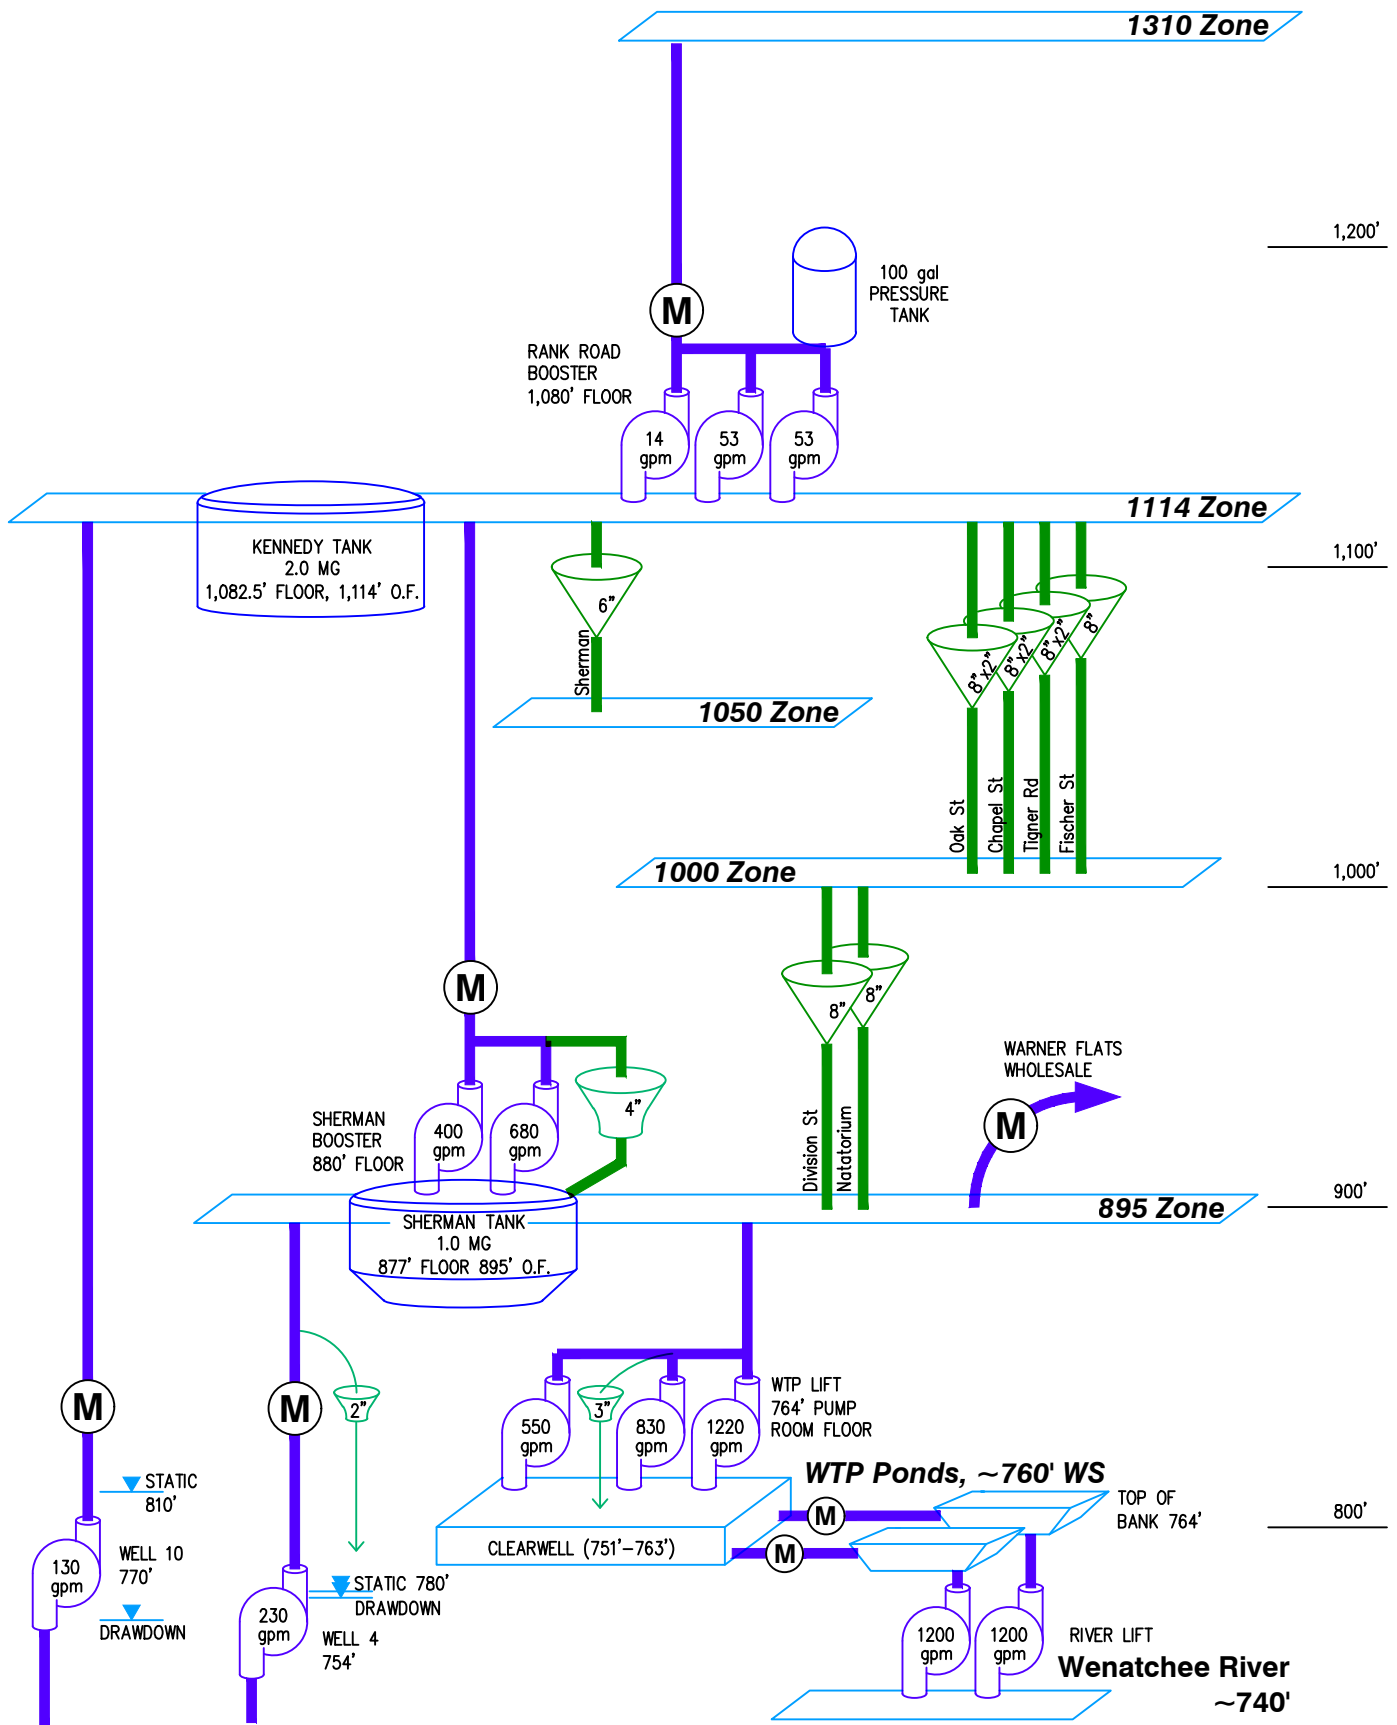 1310 Zone
1,200'
100 gal
PRESSURE
TANK
M
RANK ROAD
BOOSTER
1,080' FLOOR
14
gpm
53
gpm
53
gpm
1114 Zone
KENNEDY TANK
2.0 MG
1,082.5' FLOOR, 1,114' O.F.
1,100'
6"
Sherman
8"x2"
8"x2"
8"x2"
8"
1050 Zone
Oak St
Chapel St
Tigner Rd
Fischer St
1000 Zone
1,000'
M
8"
8"
Division St
Natatorium
WARNER FLATS
WHOLESALE
M
SHERMAN
BOOSTER
880' FLOOR
400
gpm
680
gpm
4"
895 Zone
900'
SHERMAN TANK
1.0 MG
877' FLOOR 895' O.F.
M
M
2"
3"
550
gpm
830
gpm
1220
gpm
WTP LIFT
764' PUMP
ROOM FLOOR
WTP Ponds, ~760' WS
STATIC
810'
M
M
TOP OF
BANK 764'
800'
CLEARWELL (751'-763')
130
gpm
WELL 10
770'
DRAWDOWN
STATIC 780'
DRAWDOWN
230
gpm
WELL 4
754'
1200
gpm
1200
gpm
RIVER LIFT
Wenatchee River
~740'